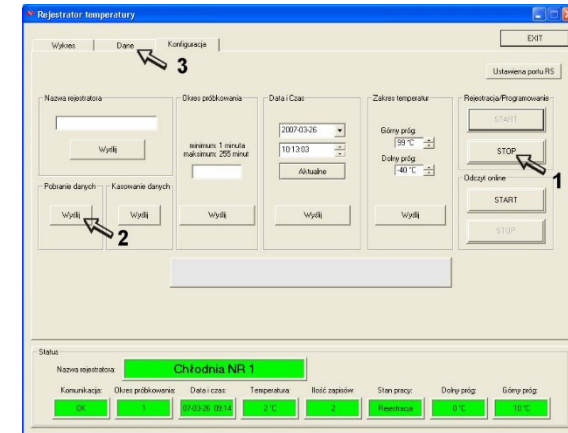 Rejestrator temperatury
EXIT
Wykres
Dane
Konfiguracja
3
Ustawiena portu RS
Nazwa rejestratora
Wyślij
Okres próbkowania
minimum: 1 minuta
maksimum: 255 minut
Wyślij
Data i Czas
2007-03-26
10:13:03
Aktualne
Wyślij
Zakres temperatur
Górny próg:
99 °C
Dolny próg:
-40 °C
Wyślij
Rejestracja/Programowanie
START
STOP
1
Pobranie danych
Wyślij
2
Kasowanie danych
Wyślij
Odczyt online
START
STOP
Status
Nazwa rejestratora:
Chłodnia NR 1
Komunikacja:
Okres próbkowania:
Data i czas:
Temperatura:
Ilość zapisów:
Stan pracy:
Dolny próg:
Górny próg:
OK
1
07-03-26 09:14
2 °C
2
Rejestracja
0 °C
10 °C